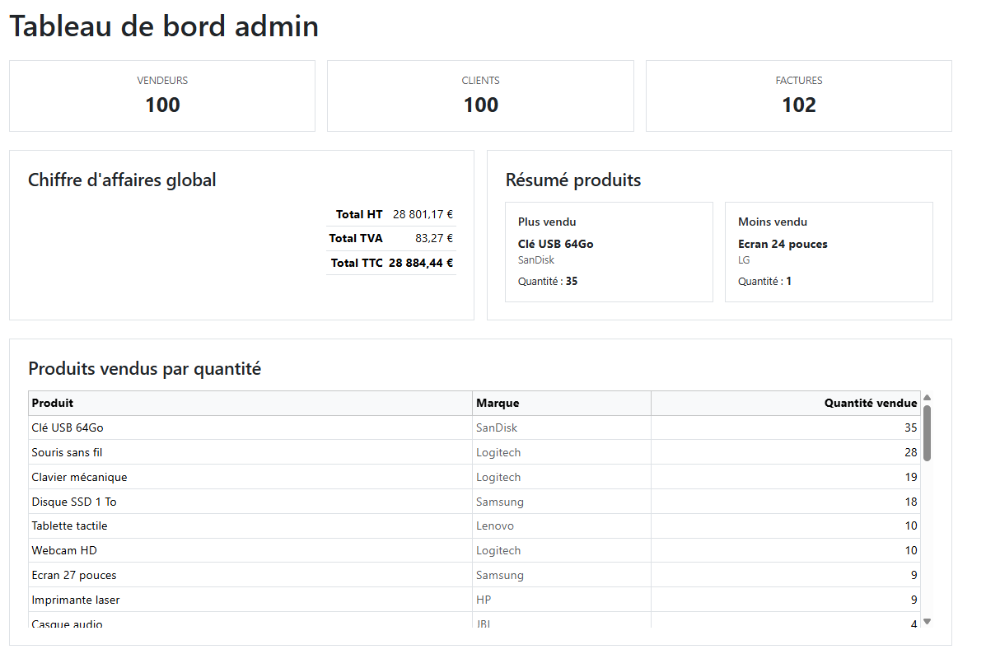 Tableau de bord admin
VENDEURS
100
CLIENTS
100
FACTURES
102
Chiffre d'affaires global
Total HT 28 801,17 €
Total TVA 83,27 €
Total TTC 28 884,44 €
Résumé produits
Plus vendu
Clé USB 64Go
SanDisk
Quantité : 35
Moins vendu
Ecran 24 pouces
LG
Quantité : 1
Produits vendus par quantité
Produit Marque Quantité vendue
Clé USB 64Go SanDisk 35
Souris sans fil Logitech 28
Clavier mécanique Logitech 19
Disque SSD 1 To Samsung 18
Tablette tactile Lenovo 10
Webcam HD Logitech 10
Ecran 27 pouces Samsung 9
Imprimante laser HP 9
Casque audio JBL 4